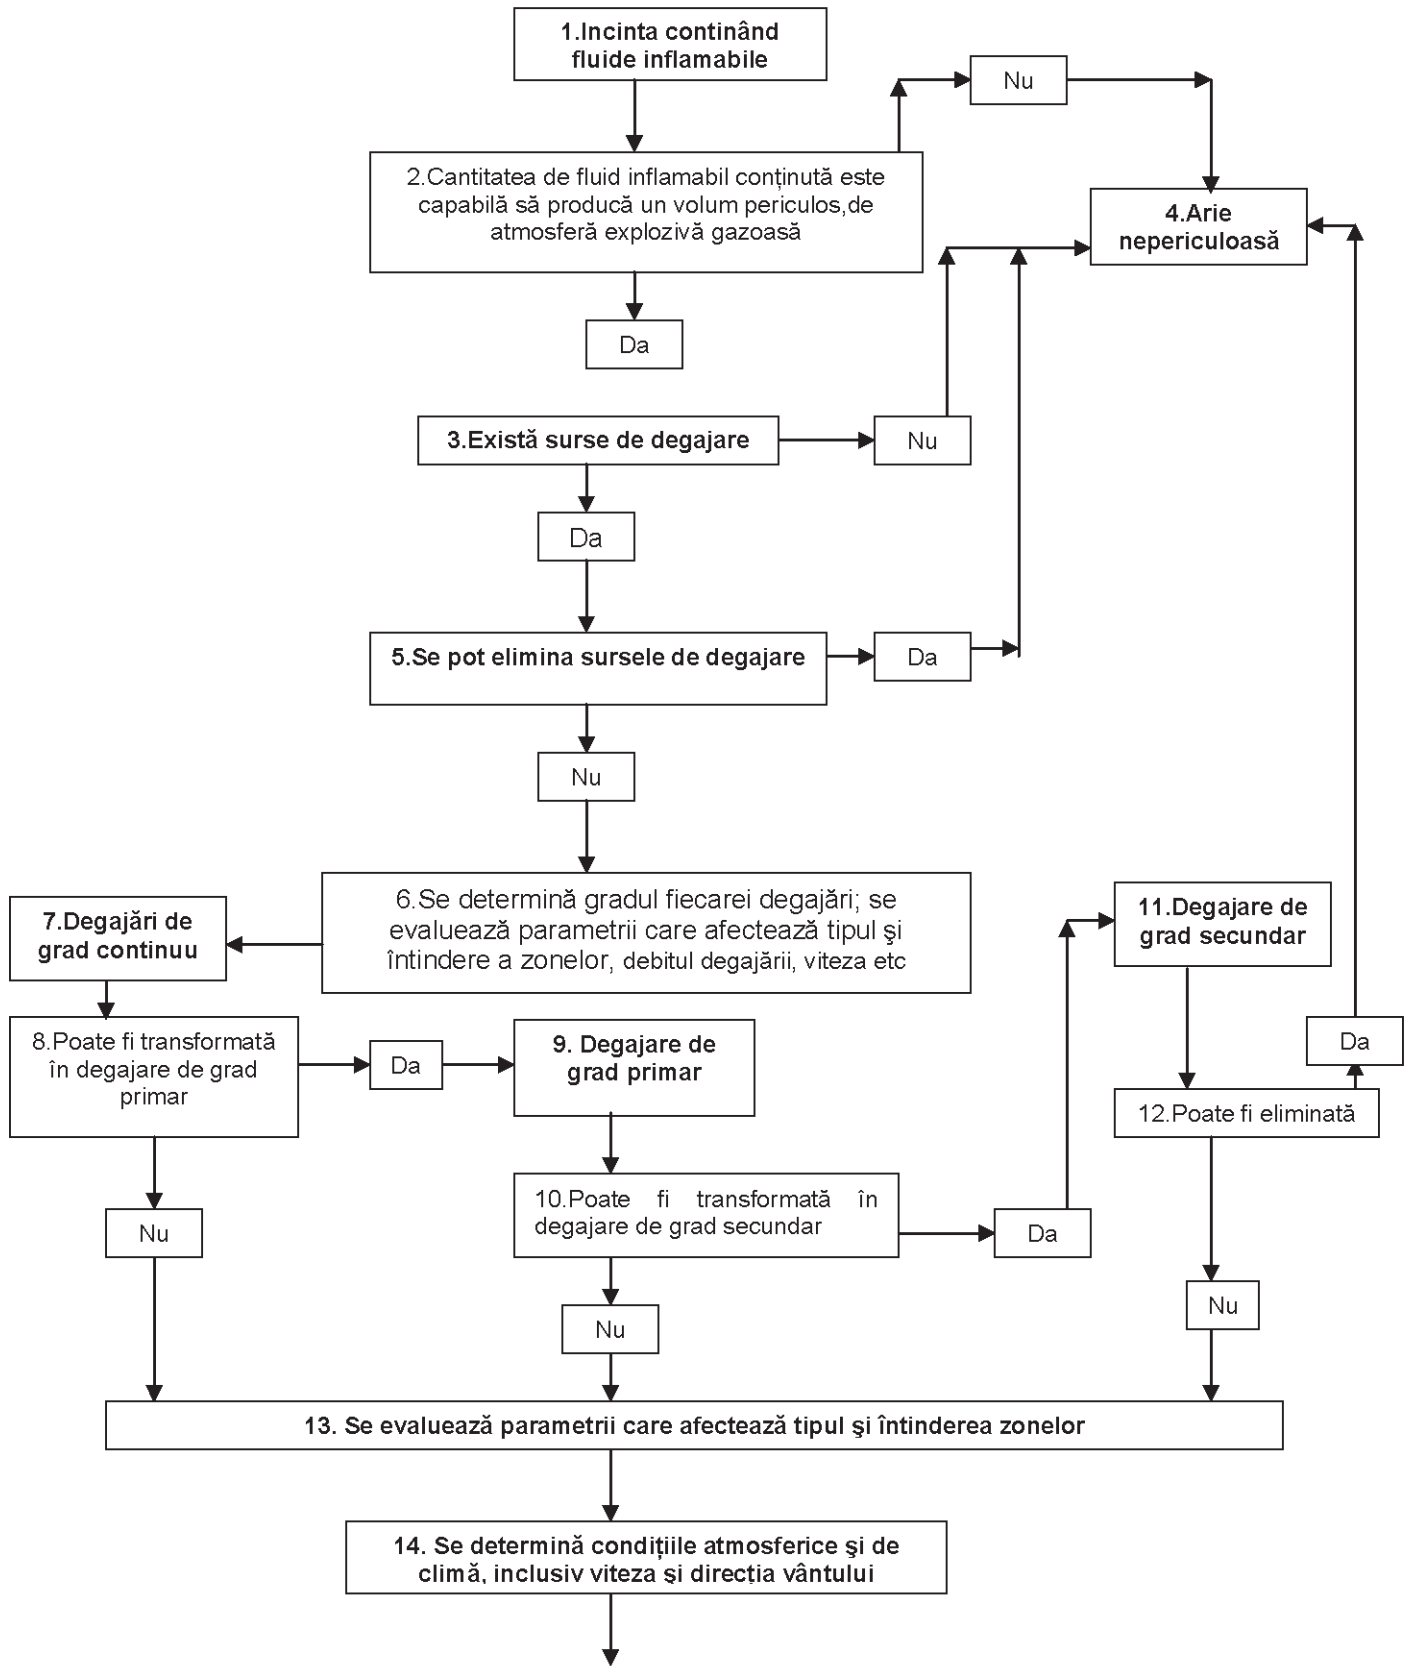 1.Incinta continând
fluide inflamabile
Nu
2.Cantitatea de fluid inflamabil conținută este
capabilă să producă un volum periculos,de
atmosferă explozivă gazoasă
4.Arie
nepericuloasă
Da
3.Există surse de degajare
Nu
Da
5.Se pot elimina sursele de degajare
Da
Nu
6.Se determină gradul fiecarei degajări; se
evaluează parametrii care afectează tipul şi
întindere a zonelor, debitul degajării, viteza etc
7.Degajări de
grad continuu
11.Degajare de
grad secundar
8.Poate fi transformată
în degajare de grad
primar
Da
9. Degajare de
grad primar
Da
12.Poate fi eliminată
10.Poate fi transformată în
degajare de grad secundar
Da
Nu
Nu
Nu
13. Se evaluează parametrii care afectează tipul şi întinderea zonelor
14. Se determină condițiile atmosferice şi de
climă, inclusiv viteza şi direcția vântului